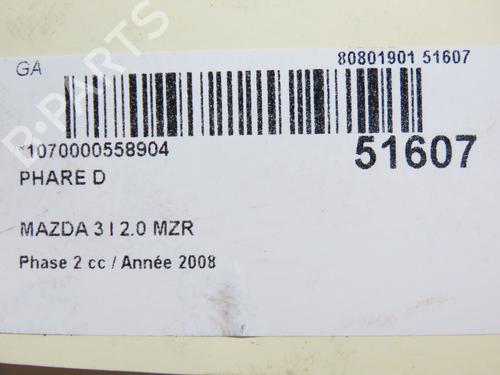 GA
80801901 51607
*1070000558904
51607
PHARE D
MAZDA 3 I 2.0 MZR
Phase 2 cc / Année 2008
B-PARTS